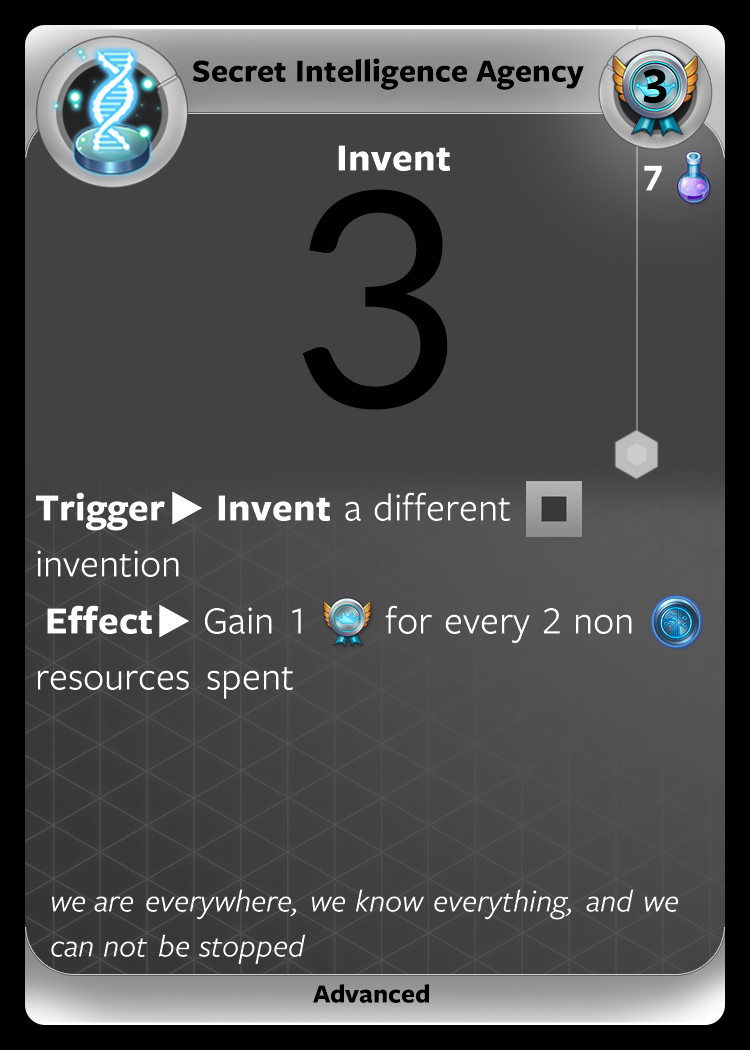 Secret Intelligence Agency
3
Invent
7
3
Trigger▶ Invent a different
invention
Effect▶ Gain 1 for every 2 non
resources spent
we are everywhere, we know everything, and we
can not be stopped
Advanced